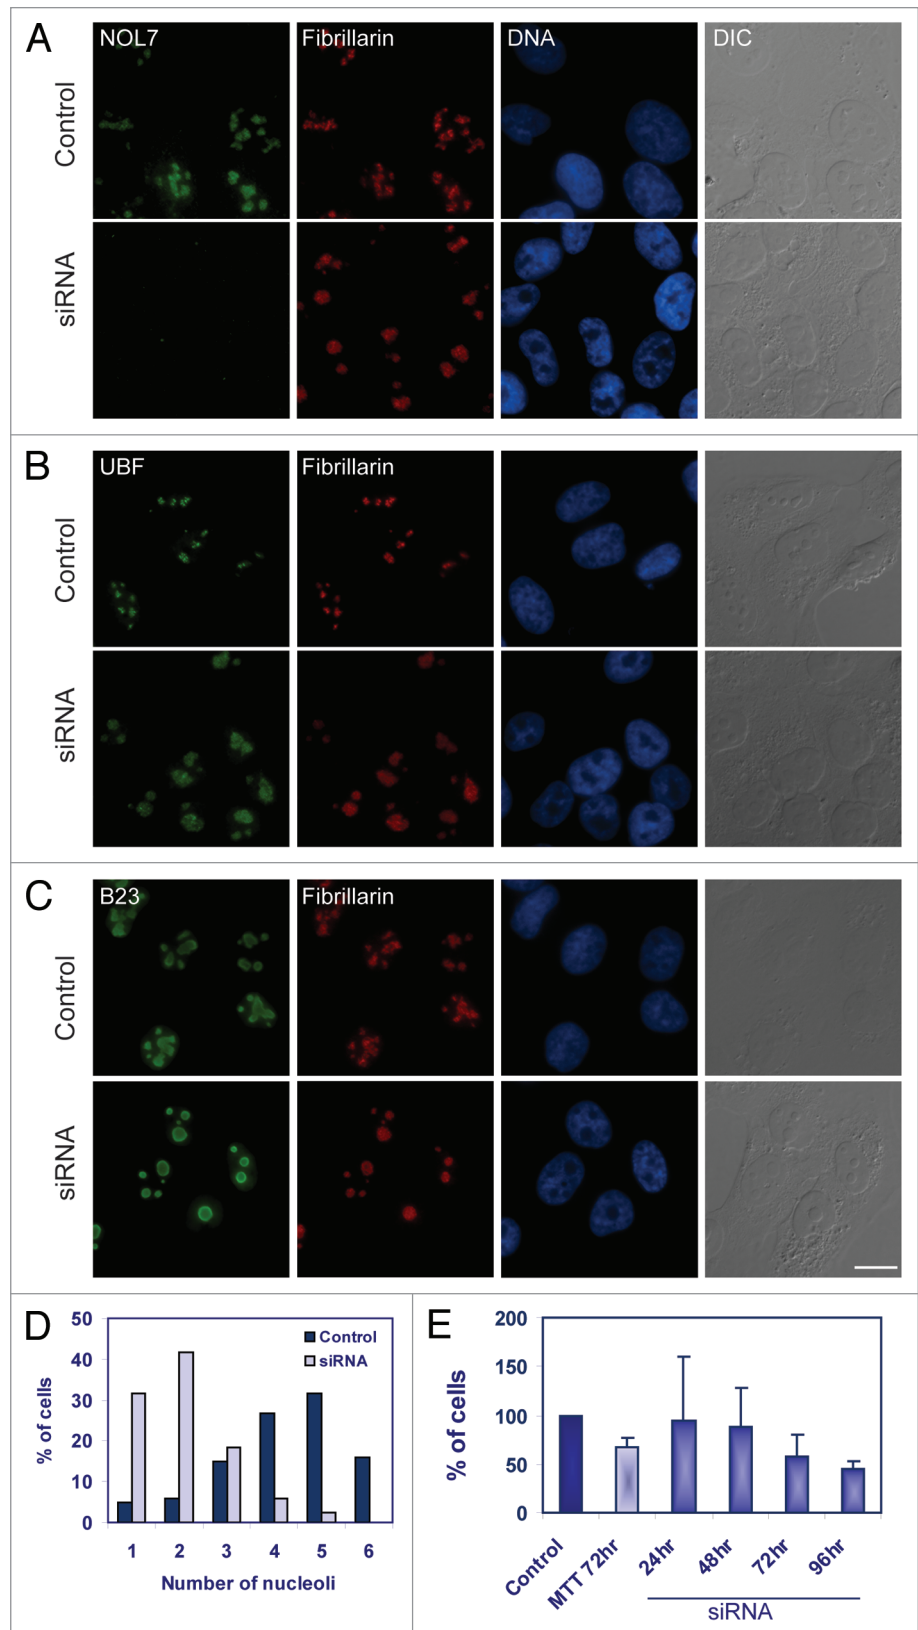 A
NOL7
Fibrillarin
DNA
DIC
Control
siRNA
B
UBF
Fibrillarin
Control
siRNA
C
B23
Fibrillarin
Control
siRNA
D
50
40
30
20
10
0
% of cells
Control
siRNA
1 2 3 4 5 6
Number of nucleoli
E
200
150
100
50
0
% of cells
Control
MTT 72hr
24hr
48hr
72hr
96hr
siRNA